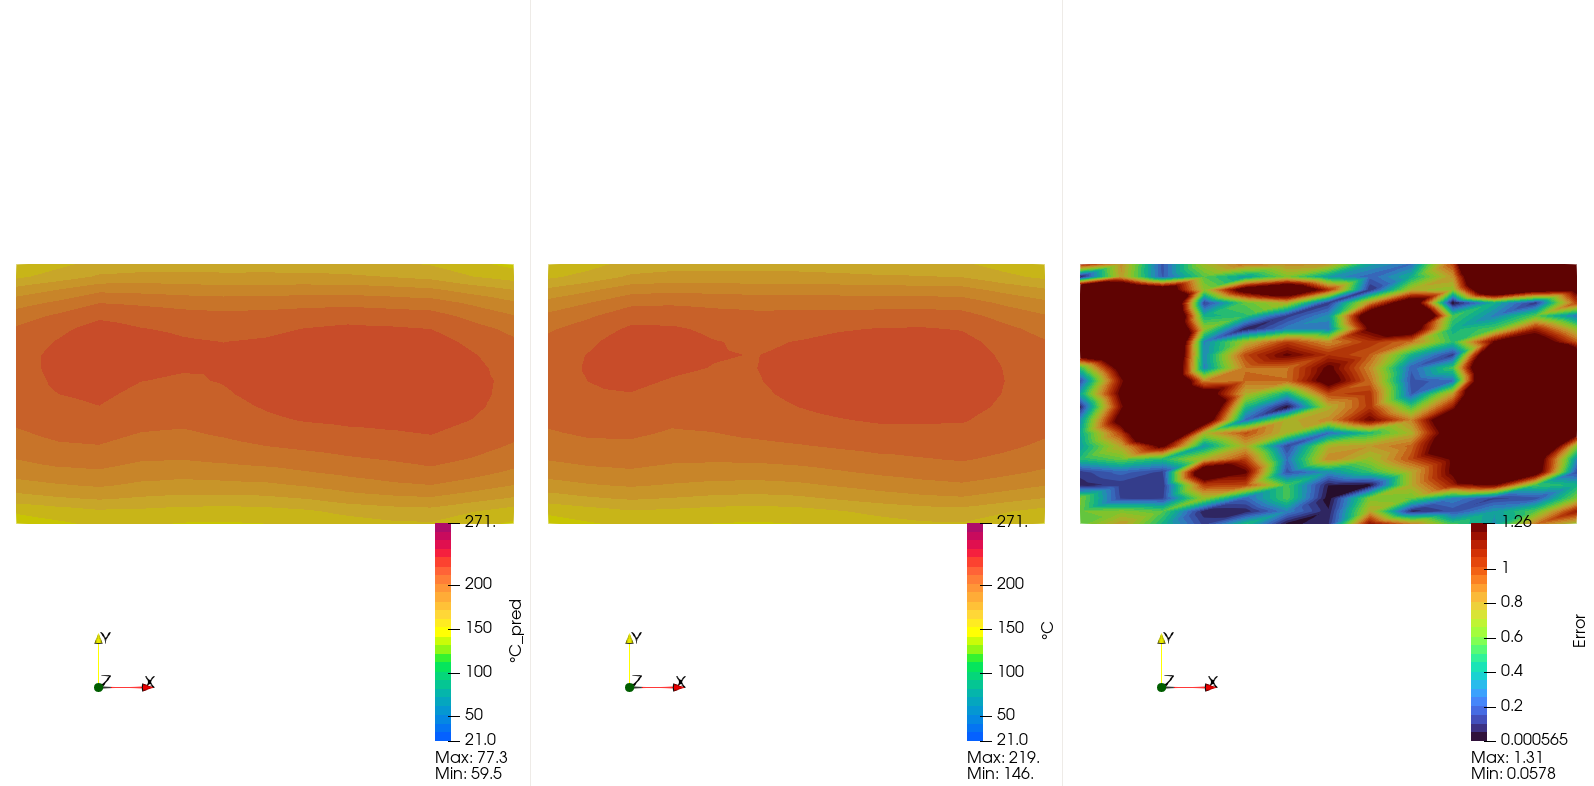 271.
200
150
100
50
21.0
°C_pred
Max: 77.3
Min: 59.5
Y
Z
X
271.
200
150
100
50
21.0
°C
Max: 219.
Min: 146.
Y
Z
X
1.26
1
0.8
0.6
0.4
0.2
0.000565
Error
Max: 1.31
Min: 0.0578
Y
Z
X